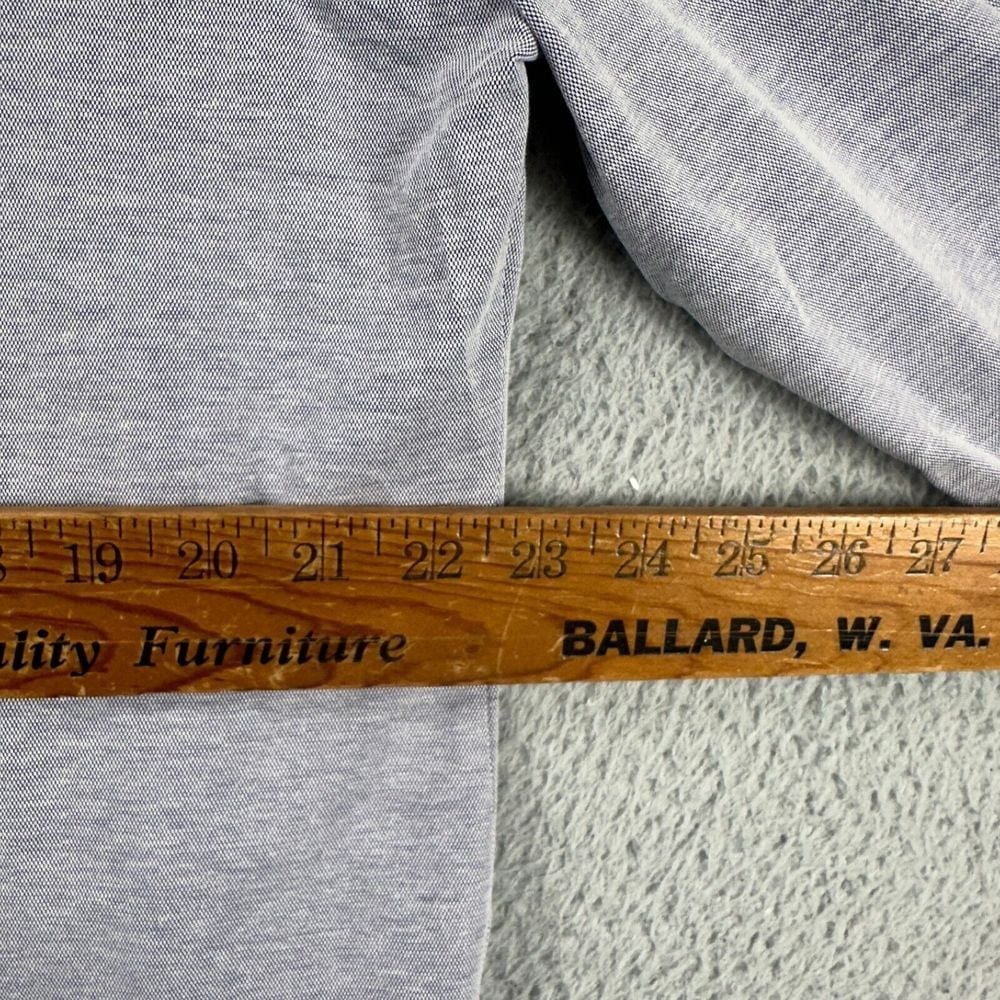 19 20 21 22 23 24 25 26 27
Furniture BALLARD, W. VA.